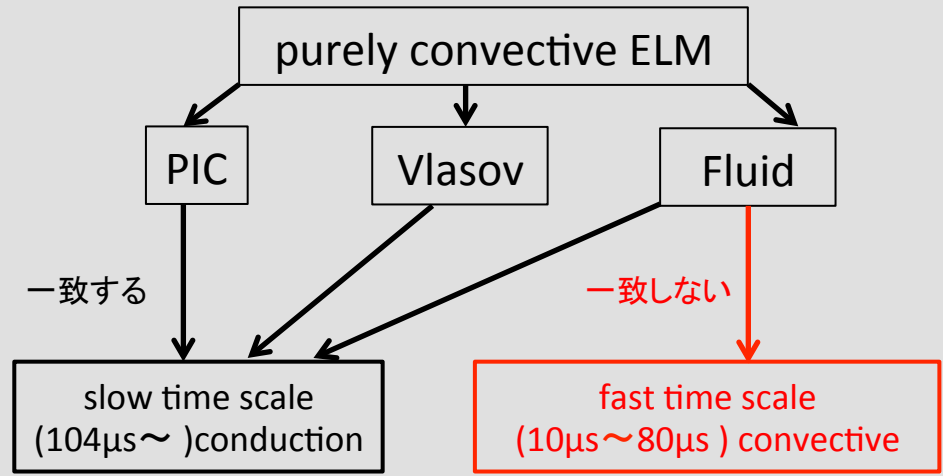 purely convective ELM
PIC
Vlasov
Fluid
一致する
一致しない
slow time scale
(104μs〜 )conduction
fast time scale
(10μs〜80μs ) convective